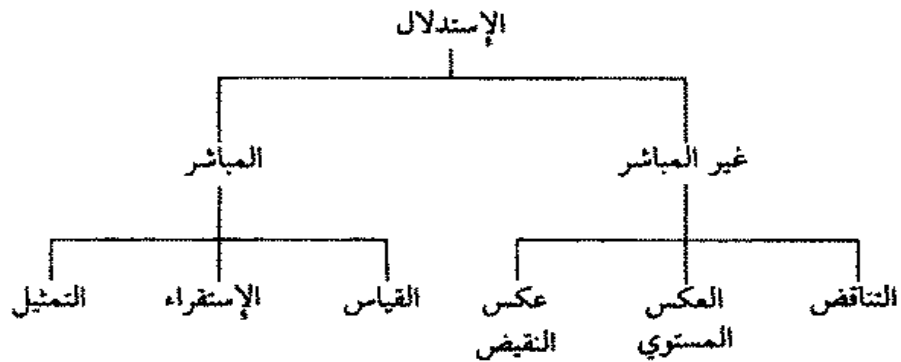 الإستدلال
غير المباشر
المباشر
التناقض
العكس
المستوي
عكس
النقيض
القياس
الإستقراء
التمثيل